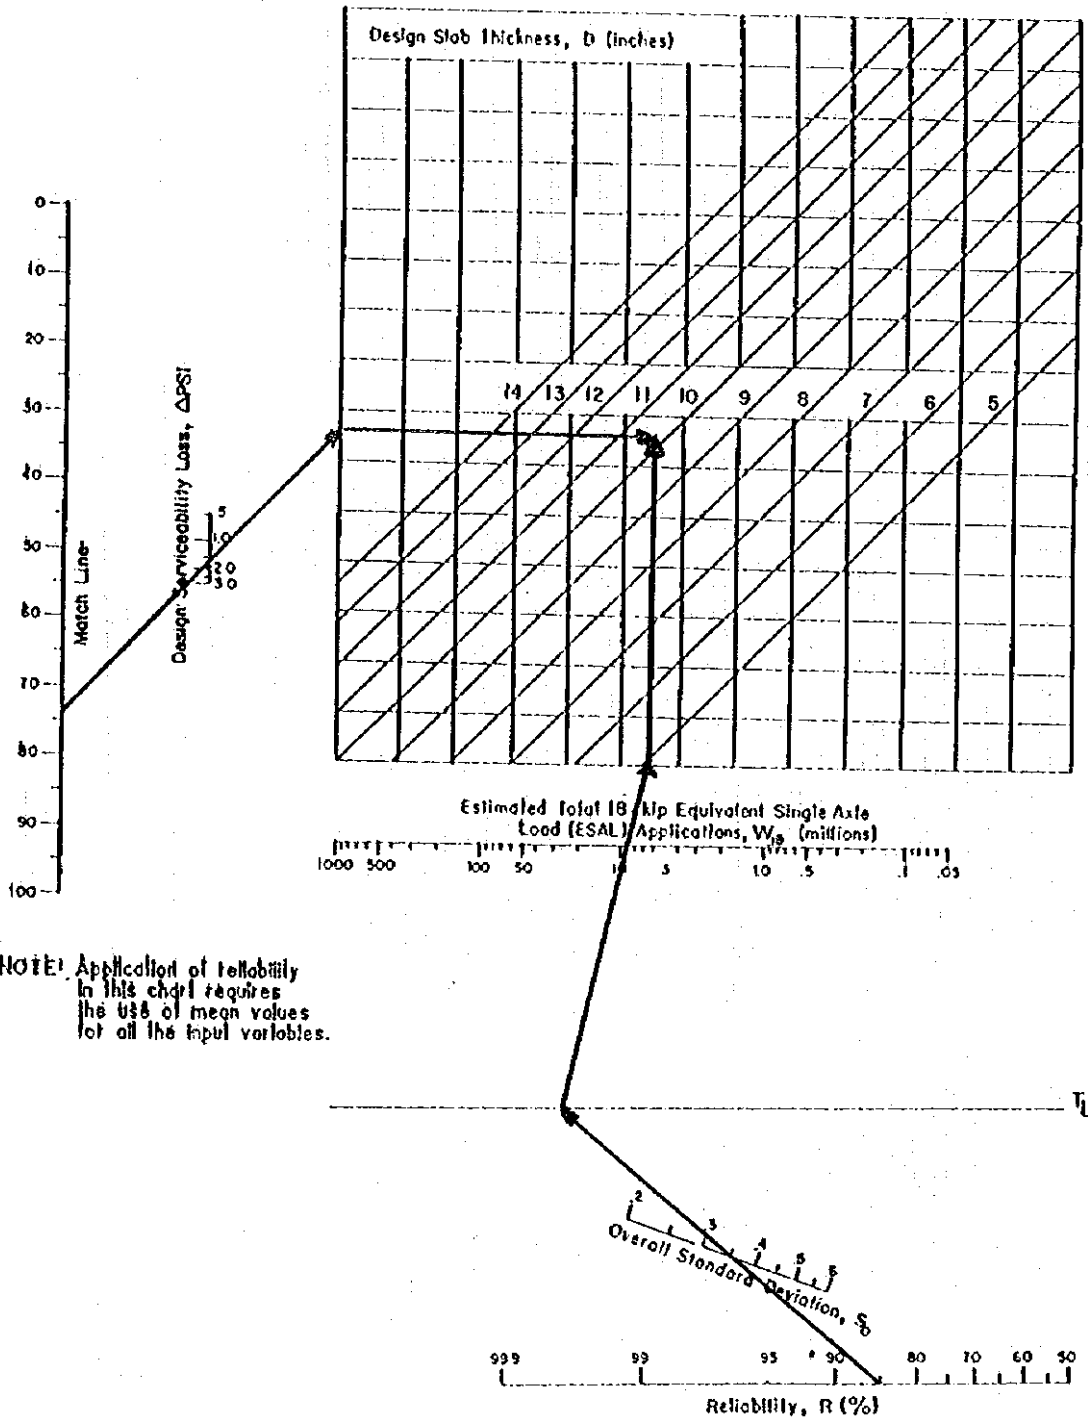 Design Slab Thickness, D (inches)
0
10
20
30
40
50
60
70
80
90
100
Match Line
Design Serviceability Loss, ΔPSI
.5
1.0
2.0
3.0
14 13 12 11 10 9 8 7 6 5
Estimated Total 18-kip Equivalent Single Axle
Load (ESAL) Applications, W18 (millions)
1000 500 100 50 10 5 1.0 .5 .1 .05
NOTE: Application of reliability
in this chart requires
the use of mean values
for all the input variables.
TL
.2 .3 .4 .5 .6
Overall Standard Deviation, So
99.9 99 95 90 80 70 60 50
Reliability, R (%)